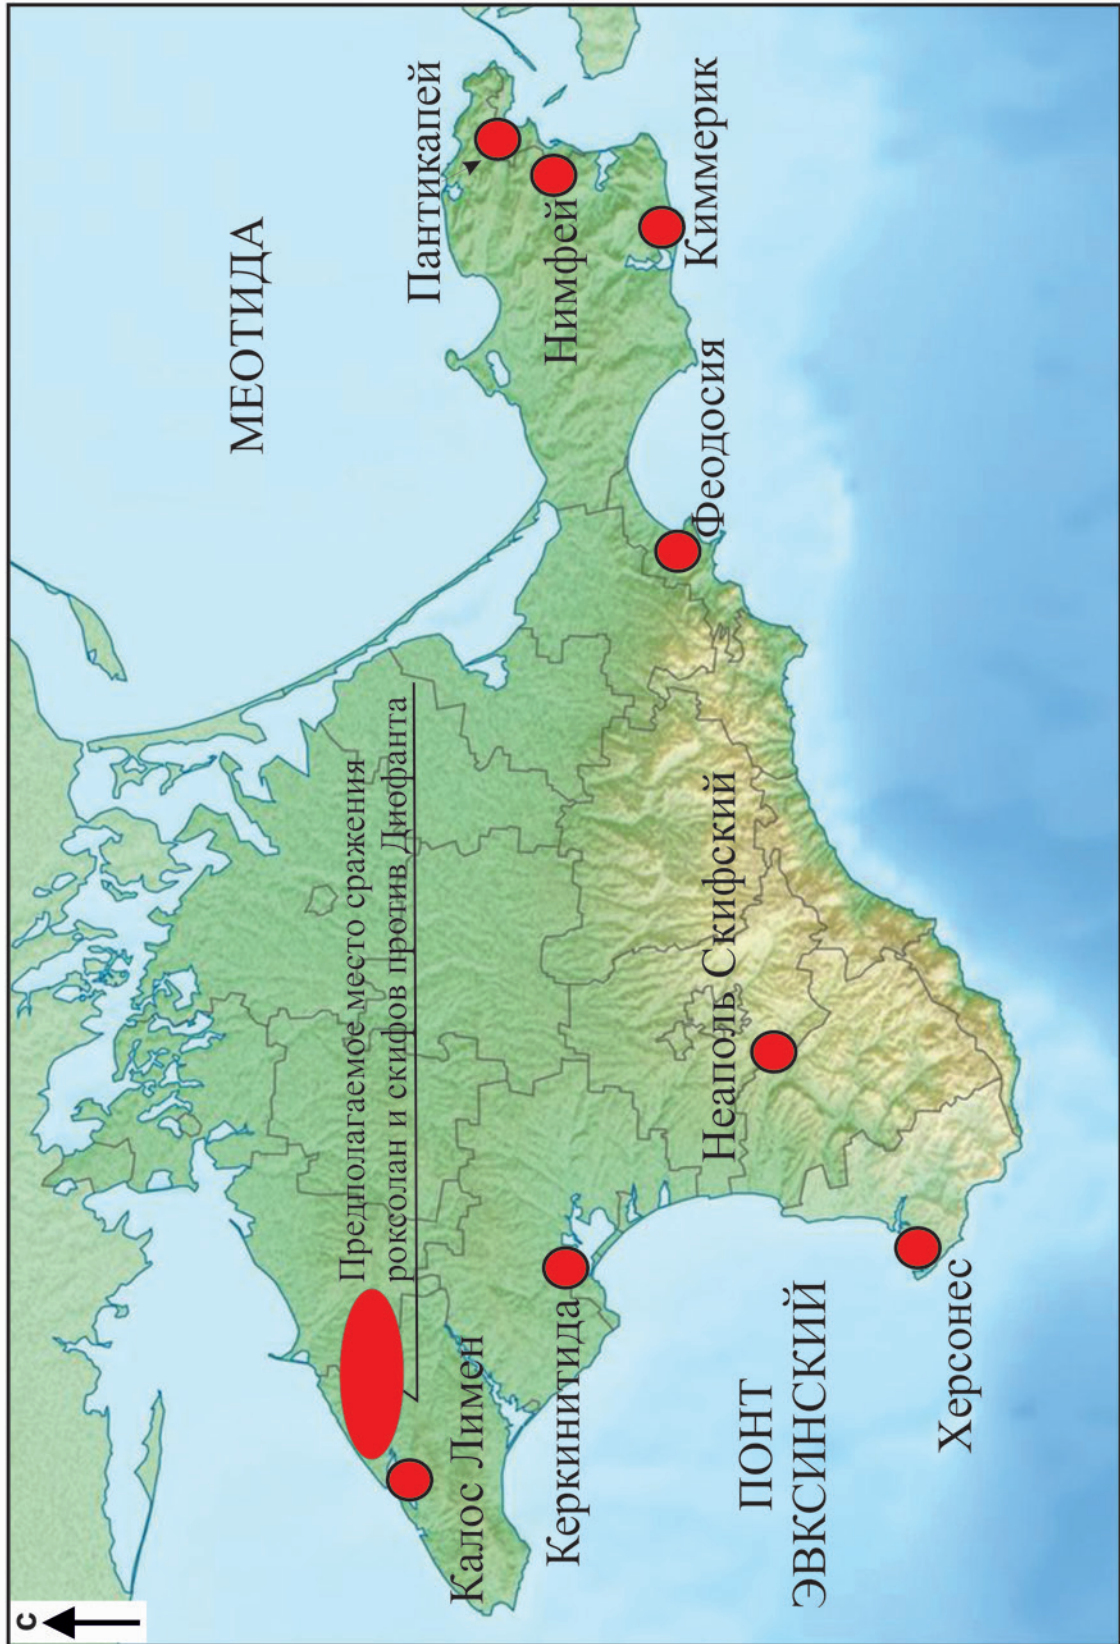 С
МЕОТИДА
Пантикапей
Нимфей
Киммерик
Феодосия
Предполагаемое место сражения
роксолан и скифов против Диофанта
Калос Лимен
Керкинитида
Неаполь Скифский
ПОНТ
ЭВКСИНСКИЙ
Херсонес